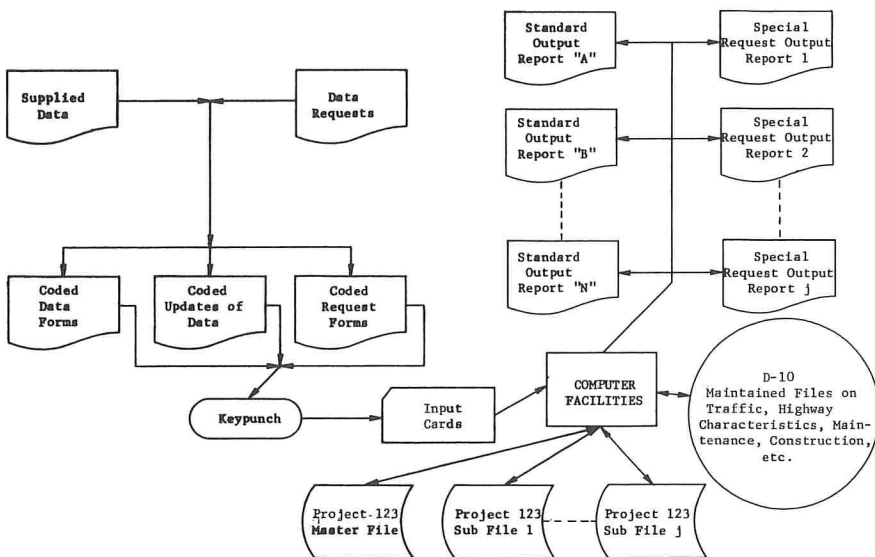 Standard
Output
Report "A"
Special
Request Output
Report 1
Supplied
Data
Data
Requests
Standard
Output
Report "B"
Special
Request Output
Report 2
Standard
Output
Report "N"
Special
Request Output
Report j
Coded
Data
Forms
Coded
Updates of
Data
Coded
Request
Forms
Keypunch
Input
Cards
COMPUTER
FACILITIES
D-10
Maintained Files on
Traffic, Highway
Characteristics, Main-
tenance, Construction,
etc.
Project 123
Master File
Project 123
Sub File 1
Project 123
Sub File j